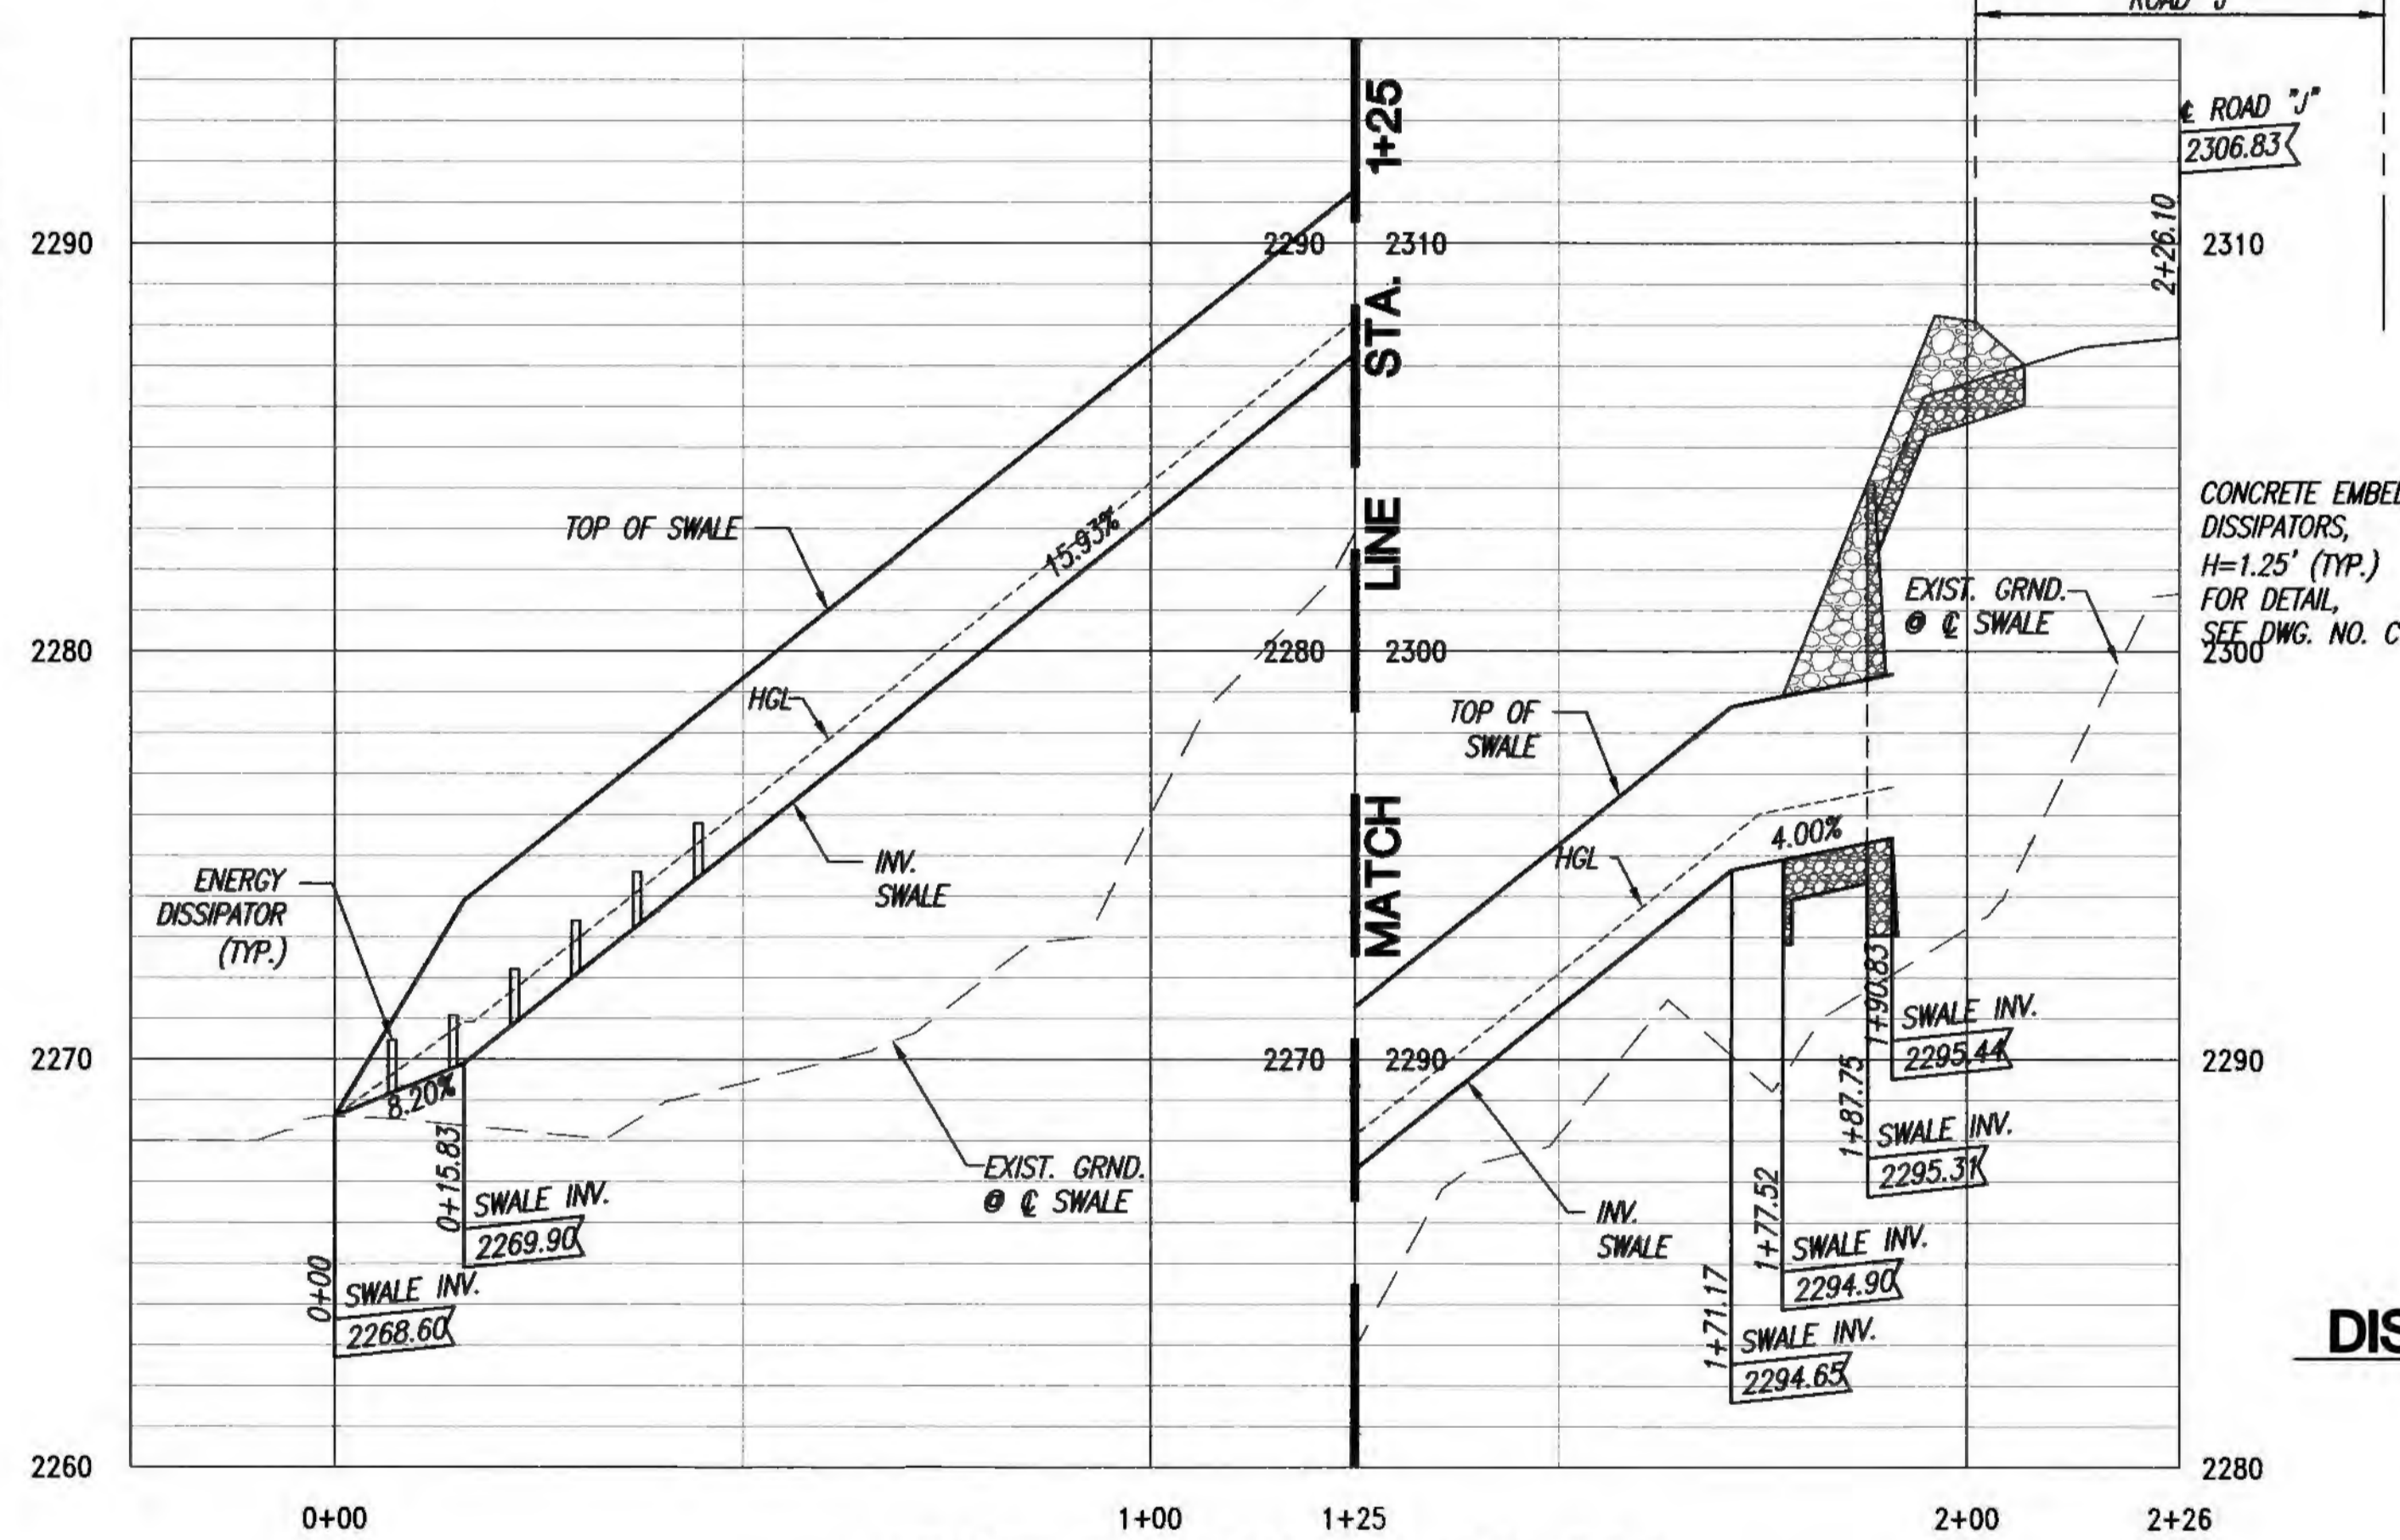 ROAD "J"
℄ ROAD "J"
2306.83
2+26.10
1+25
STA.
LINE
MATCH
2290
2290
2310
2310
TOP OF SWALE
15.93%
CONCRETE
DISSIPATORS,
H=1.25' (TYP.)
FOR DETAIL,
SEE DWG. NO.
EXIST. GRND.
@ ℄ SWALE
2280
2280
2300
2300
HGL
TOP OF
SWALE
4.00%
HGL
ENERGY
DISSIPATOR
(TYP.)
INV.
SWALE
2270
2270
2290
2290
8.20%
0+15.83
SWALE INV.
2269.90
0+00
SWALE INV.
2268.60
EXIST. GRND.
@ ℄ SWALE
INV.
SWALE
1+90.83
SWALE INV.
2295.44
1+87.75
SWALE INV.
2295.31
1+77.52
SWALE INV.
2294.90
1+71.17
SWALE INV.
2294.65
2260
2280
0+00
1+00
1+25
2+00
2+26